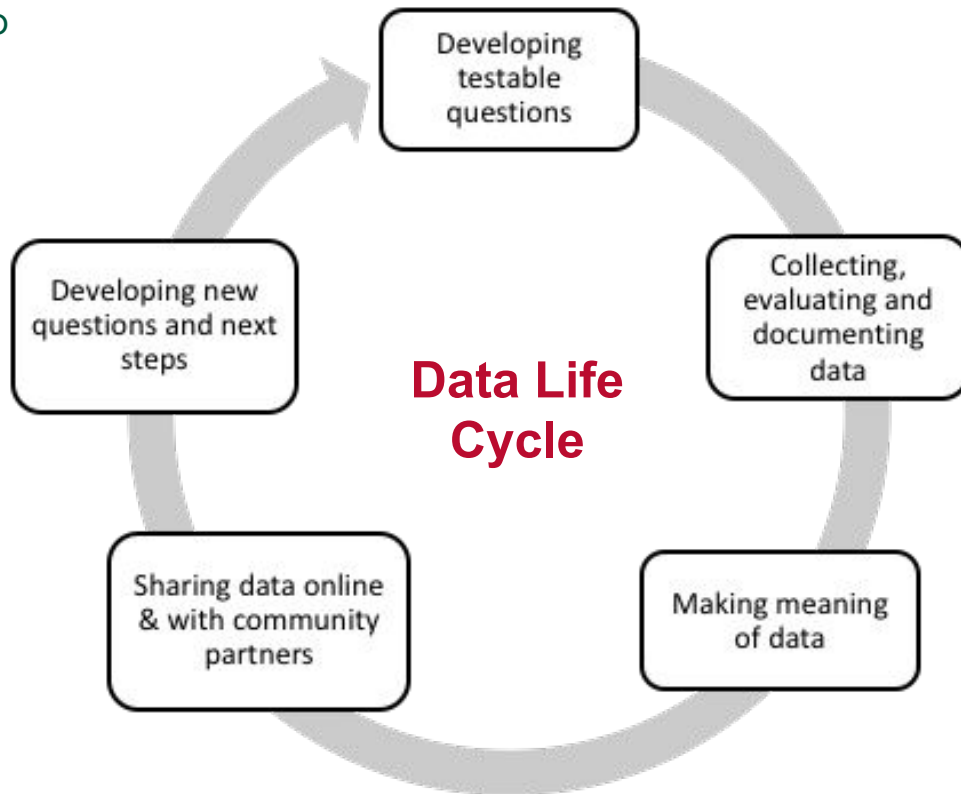 Developing
testable
questions
Collecting,
evaluating and
documenting
data
Making meaning
of data
Sharing data online
& with community
partners
Developing new
questions and next
steps
Data Life
Cycle